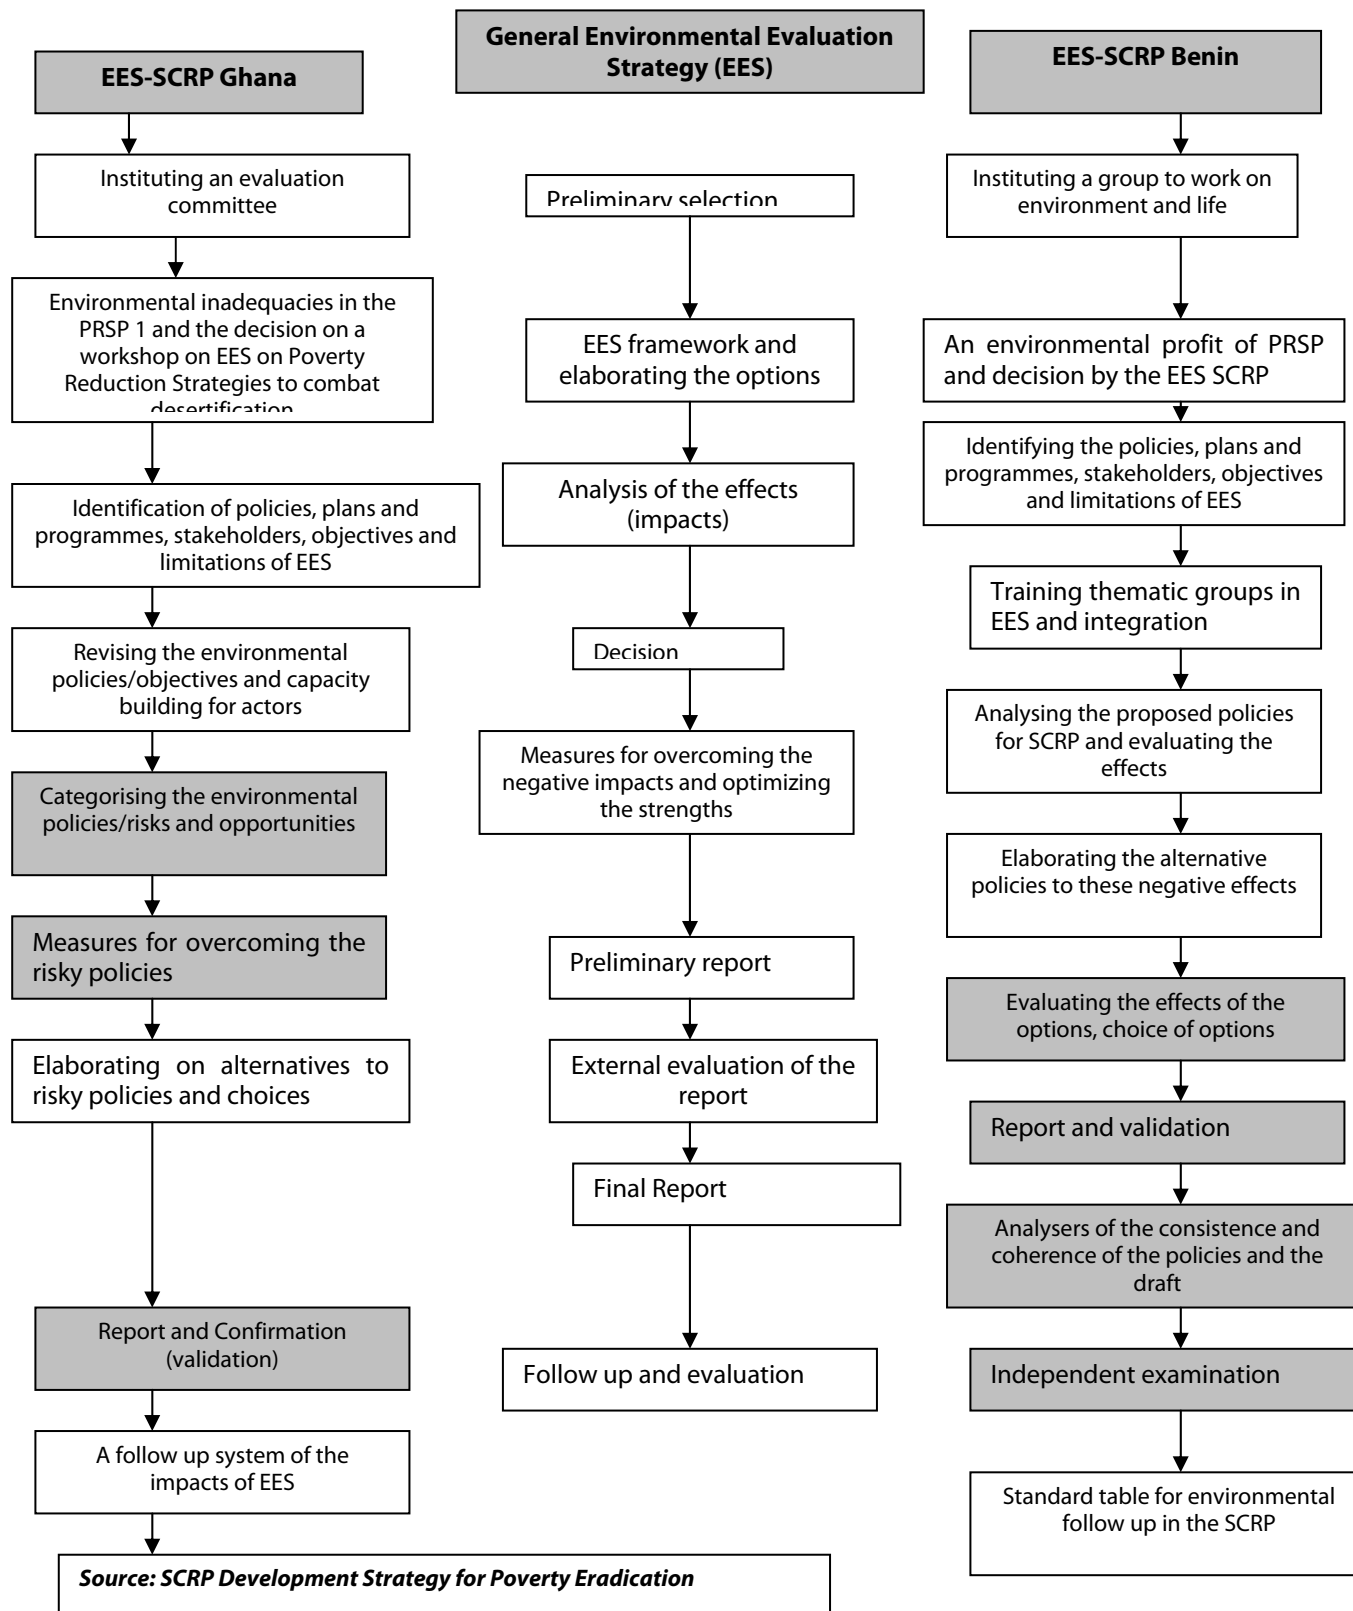 EES-SCRP Ghana
Instituting an evaluation
committee
Environmental inadequacies in the
PRSP 1 and the decision on a
workshop on EES on Poverty
Reduction Strategies to combat
desertification
Identification of policies, plans and
programmes, stakeholders, objectives and
limitations of EES
Revising the environmental
policies/objectives and capacity
building for actors
Categorising the environmental
policies/risks and opportunities
Measures for overcoming the
risky policies
Elaborating on alternatives to
risky policies and choices
Report and Confirmation
(validation)
A follow up system of the
impacts of EES
General Environmental Evaluation
Strategy (EES)
Preliminary selection
EES framework and
elaborating the options
Analysis of the effects
(impacts)
Decision
Measures for overcoming the
negative impacts and optimizing
the strengths
Preliminary report
External evaluation of the
report
Final Report
Follow up and evaluation
EES-SCRP Benin
Instituting a group to work on
environment and life
An environmental profit of PRSP
and decision by the EES SCRP
Identifying the policies, plans and
programmes, stakeholders, objectives
and limitations of EES
Training thematic groups in
EES and integration
Analysing the proposed policies
for SCRP and evaluating the
effects
Elaborating the alternative
policies to these negative effects
Evaluating the effects of the
options, choice of options
Report and validation
Analysers of the consistence and
coherence of the policies and the
draft
Independent examination
Standard table for environmental
follow up in the SCRP
Source: SCRP Development Strategy for Poverty Eradication